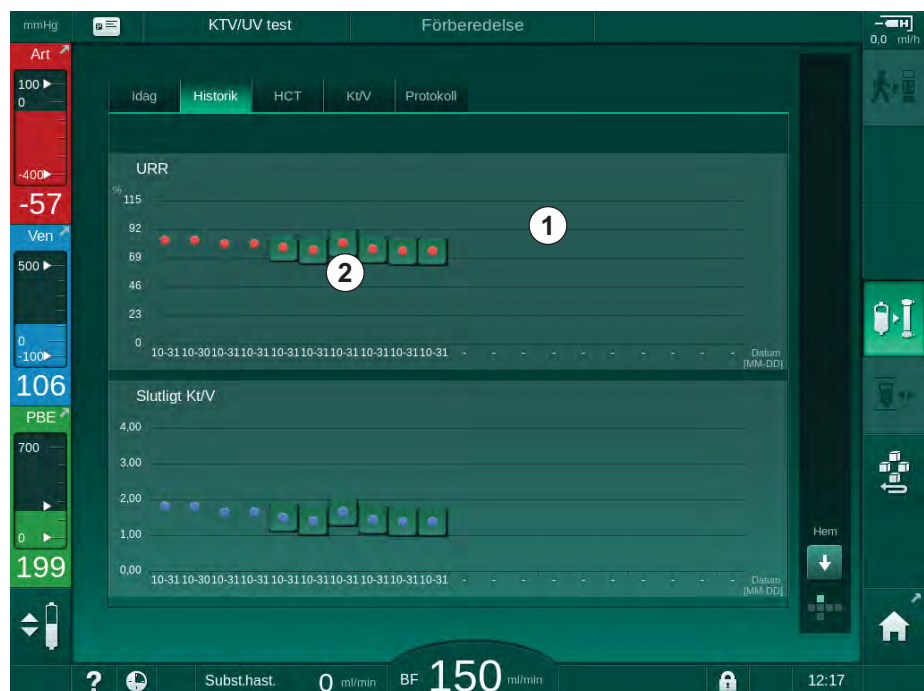 mmHg
KTV/UV test
Förberedelse
0,0 ml/h
Art
100
0
-400
-57
Ven
500
0
-100
106
PBE
700
0
199
Idag Historik HCT Kt/V Protokoll
URR
%
115
92
69
46
23
0
10-31 10-30 10-31 10-31 10-31 10-31 10-31 10-31 10-31 10-31 - - - - - - - - - - Datum
[MM-DD]
1
2
Slutligt Kt/V
4,00
3,00
2,00
1,00
0,00
10-31 10-30 10-31 10-31 10-31 10-31 10-31 10-31 10-31 10-31 - - - - - - - - - - Datum
[MM-DD]
Hem
? Subst.hast. 0 ml/min BF 150 ml/min 12:17